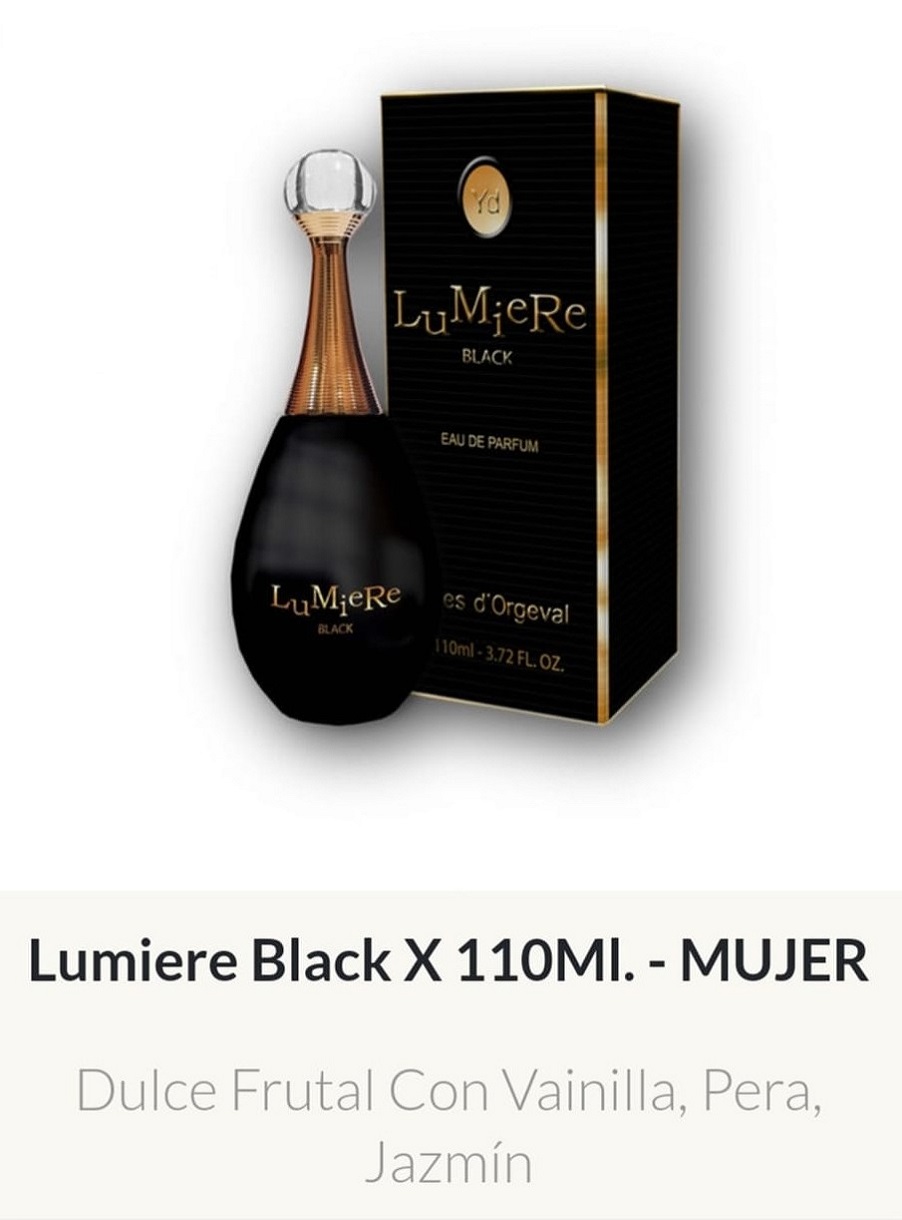 Yd
LuMieRe
BLACK
EAU DE PARFUM
es d'Orgeval
110ml - 3.72 FL. OZ.
LuMieRe
BLACK
Lumiere Black X 110Ml. - MUJER
Dulce Frutal Con Vainilla, Pera,
Jazmín